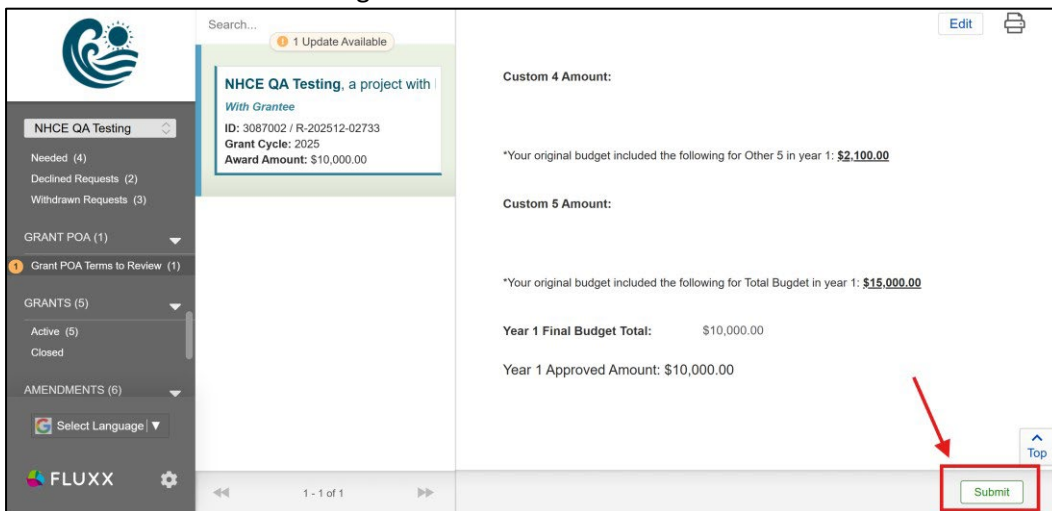 Search...
1 Update Available
NHCE QA Testing, a project with
With Grantee
ID: 3087002 / R-202512-02733
Grant Cycle: 2025
Award Amount: $10,000.00
NHCE QA Testing
Needed (4)
Declined Requests (2)
Withdrawn Requests (3)
GRANT POA (1)
1 Grant POA Terms to Review (1)
GRANTS (5)
Active (5)
Closed
AMENDMENTS (6)
G Select Language ▼
FLUXX
1 - 1 of 1
Edit
Custom 4 Amount:
*Your original budget included the following for Other 5 in year 1: $2,100.00
Custom 5 Amount:
*Your original budget included the following for Total Bugdet in year 1: $15,000.00
Year 1 Final Budget Total: $10,000.00
Year 1 Approved Amount: $10,000.00
Top
Submit